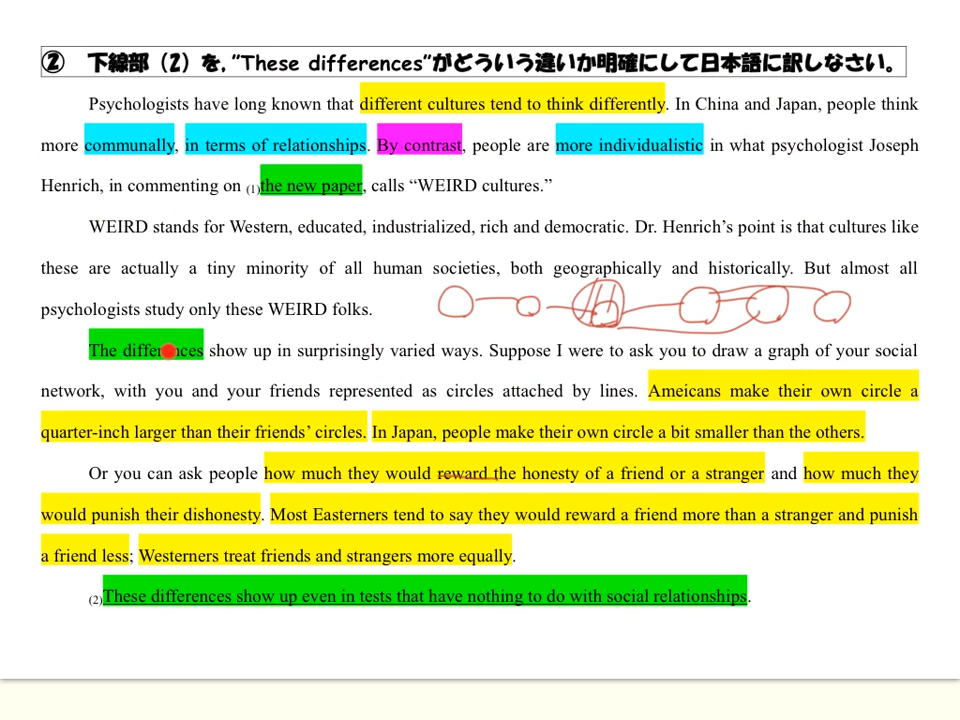 ② 下線部（2）を,"These differences"がどういう違いか明確にして日本語に訳しなさい。
Psychologists have long known that different cultures tend to think differently. In China and Japan, people think
more communally, in terms of relationships. By contrast, people are more individualistic in what psychologist Joseph
Henrich, in commenting on (1)the new paper, calls “WEIRD cultures.”
WEIRD stands for Western, educated, industrialized, rich and democratic. Dr. Henrich’s point is that cultures like
these are actually a tiny minority of all human societies, both geographically and historically. But almost all
psychologists study only these WEIRD folks.
The differences show up in surprisingly varied ways. Suppose I were to ask you to draw a graph of your social
network, with you and your friends represented as circles attached by lines. Ameicans make their own circle a
quarter-inch larger than their friends’ circles. In Japan, people make their own circle a bit smaller than the others.
Or you can ask people how much they would reward the honesty of a friend or a stranger and how much they
would punish their dishonesty. Most Easterners tend to say they would reward a friend more than a stranger and punish
a friend less; Westerners treat friends and strangers more equally.
(2)These differences show up even in tests that have nothing to do with social relationships.